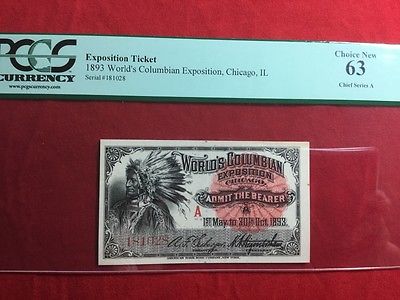 PCGS
CURRENCY
www.pcgscurrency.com
Exposition Ticket
1893 World's Columbian Exposition, Chicago, IL
Serial #181028
Choice New
63
Chief Series A
WORLD'S COLUMBIAN
EXPOSITION
CHICAGO
ADMIT THE BEARER
1ST May to 30TH Oct. 1893.
A
181028